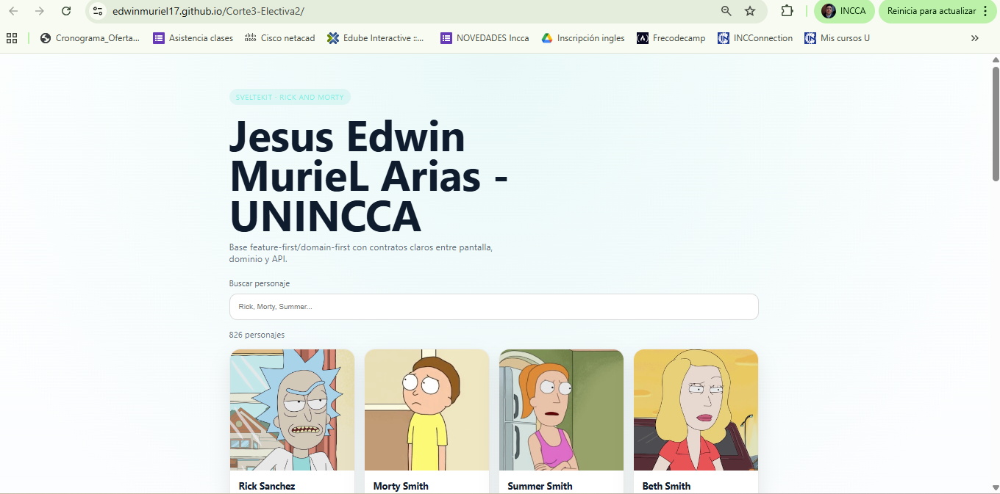 edwinmuriel17.github.io/Corte3-Electiva2/
INCCA
Reinicia para actualizar
Cronograma_Oferta...
Asistencia clases
Cisco netacad
Edube Interactive ::...
NOVEDADES Incca
Inscripción ingles
Frecodecamp
INCConnection
Mis cursos U
SVELTEKIT · RICK AND MORTY
Jesus Edwin
MurieL Arias -
UNINCCA
Base feature-first/domain-first con contratos claros entre pantalla,
dominio y API.
Buscar personaje
Rick, Morty, Summer...
826 personajes
Rick Sanchez
Morty Smith
Summer Smith
Beth Smith